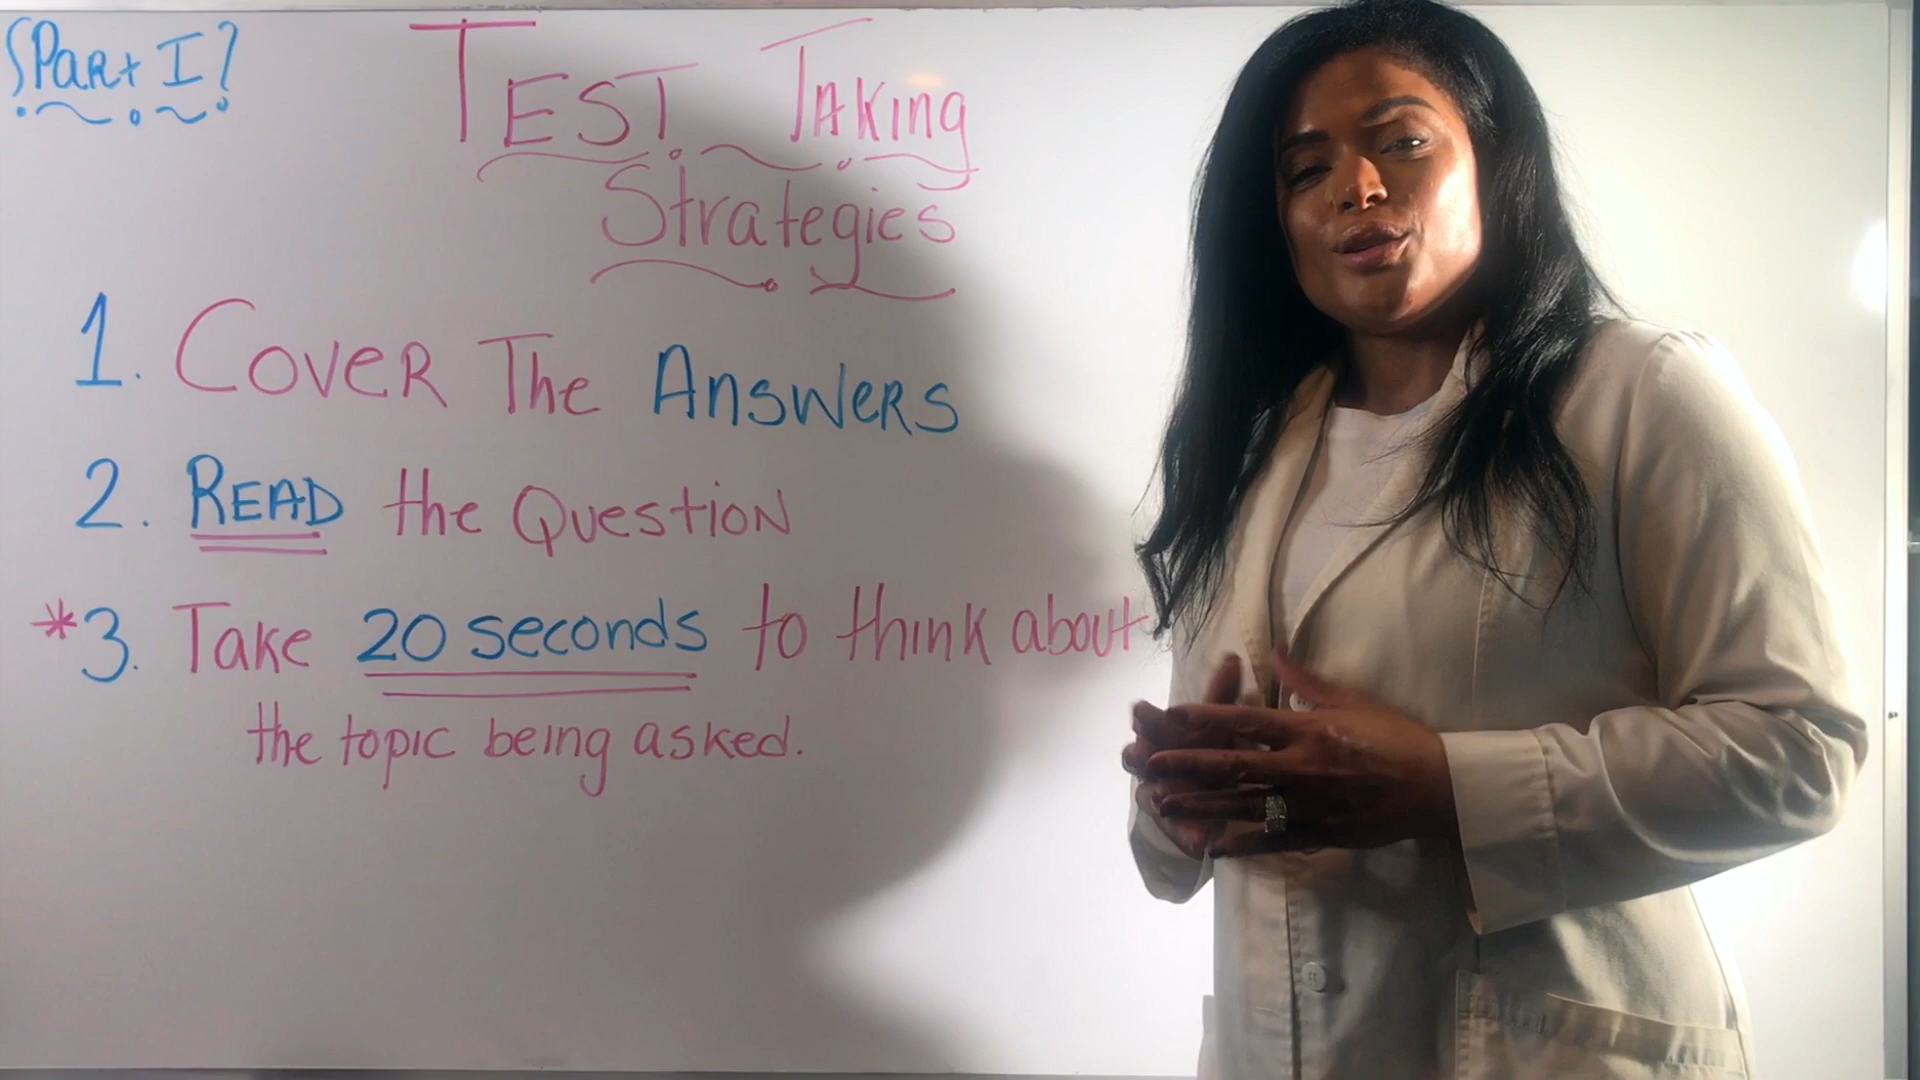 {Part I}
Test Taking
Strategies
1. Cover The Answers
2. Read the Question
*3. Take 20 seconds to think about
the topic being asked.